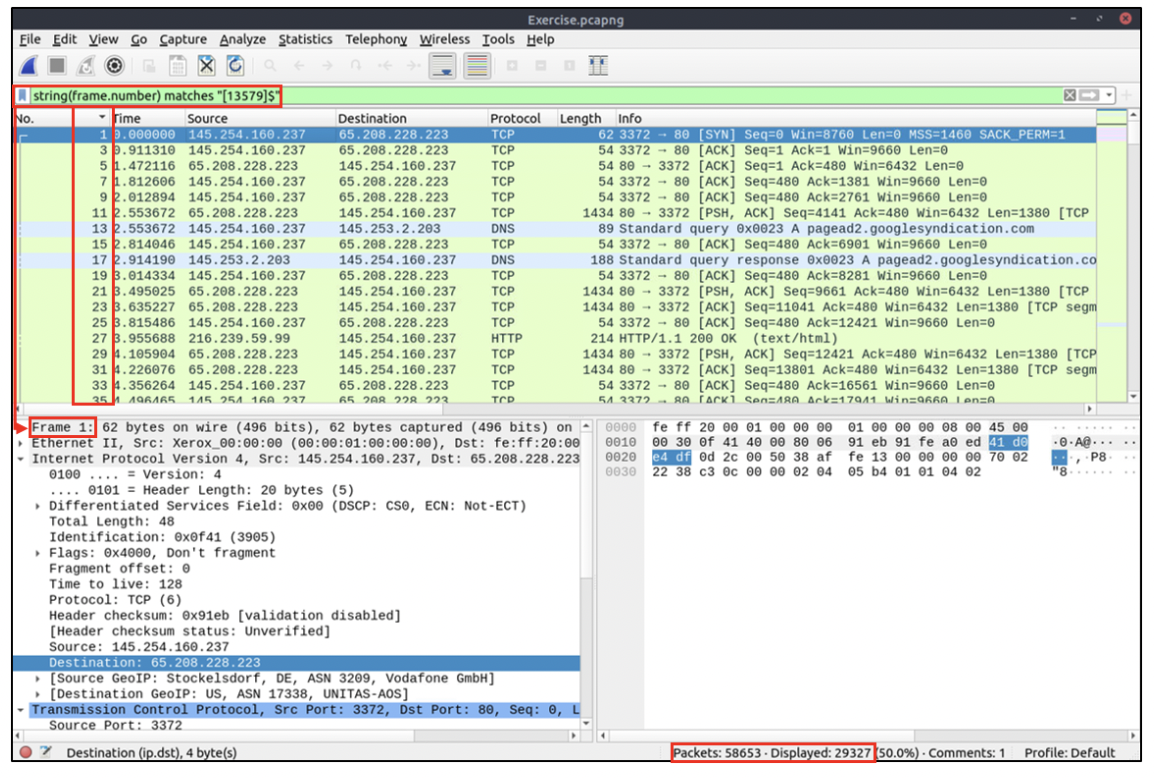 Exercise.pcapng
File Edit View Go Capture Analyze Statistics Telephony Wireless Tools Help
string(frame.number) matches "[13579]$"
No. Time Source Destination Protocol Length Info
1 0.000000 145.254.160.237 65.208.228.223 TCP 62 3372 → 80 [SYN] Seq=0 Win=8760 Len=0 MSS=1460 SACK_PERM=1
3 0.911310 145.254.160.237 65.208.228.223 TCP 54 3372 → 80 [ACK] Seq=1 Ack=1 Win=9660 Len=0
5 1.472116 65.208.228.223 145.254.160.237 TCP 54 80 → 3372 [ACK] Seq=1 Ack=480 Win=6432 Len=0
7 1.812606 145.254.160.237 65.208.228.223 TCP 54 3372 → 80 [ACK] Seq=480 Ack=1381 Win=9660 Len=0
9 2.012894 145.254.160.237 65.208.228.223 TCP 54 3372 → 80 [ACK] Seq=480 Ack=2761 Win=9660 Len=0
11 2.553672 65.208.228.223 145.254.160.237 TCP 1434 80 → 3372 [PSH, ACK] Seq=4141 Ack=480 Win=6432 Len=1380 [TCP
13 2.553672 145.254.160.237 145.253.2.203 DNS 89 Standard query 0x0023 A pagead2.googlesyndication.com
15 2.814046 145.254.160.237 65.208.228.223 TCP 54 3372 → 80 [ACK] Seq=480 Ack=6901 Win=9660 Len=0
17 2.914190 145.253.2.203 145.254.160.237 DNS 188 Standard query response 0x0023 A pagead2.googlesyndication.co
19 3.014334 145.254.160.237 65.208.228.223 TCP 54 3372 → 80 [ACK] Seq=480 Ack=8281 Win=9660 Len=0
21 3.495025 65.208.228.223 145.254.160.237 TCP 1434 80 → 3372 [PSH, ACK] Seq=9661 Ack=480 Win=6432 Len=1380 [TCP
23 3.635227 65.208.228.223 145.254.160.237 TCP 1434 80 → 3372 [ACK] Seq=11041 Ack=480 Win=6432 Len=1380 [TCP segm
25 3.815486 145.254.160.237 65.208.228.223 TCP 54 3372 → 80 [ACK] Seq=480 Ack=12421 Win=9660 Len=0
27 3.955688 216.239.59.99 145.254.160.237 HTTP 214 HTTP/1.1 200 OK (text/html)
29 4.105904 65.208.228.223 145.254.160.237 TCP 1434 80 → 3372 [PSH, ACK] Seq=12421 Ack=480 Win=6432 Len=1380 [TCP
31 4.226076 65.208.228.223 145.254.160.237 TCP 1434 80 → 3372 [ACK] Seq=13801 Ack=480 Win=6432 Len=1380 [TCP segm
33 4.356264 145.254.160.237 65.208.228.223 TCP 54 3372 → 80 [ACK] Seq=480 Ack=16561 Win=9660 Len=0
35 4.496465 145.254.160.237 65.208.228.223 TCP 54 3372 → 80 [ACK] Seq=480 Ack=17941 Win=9660 Len=0
Frame 1: 62 bytes on wire (496 bits), 62 bytes captured (496 bits) on
Ethernet II, Src: Xerox_00:00:00 (00:00:01:00:00:00), Dst: fe:ff:20:00
Internet Protocol Version 4, Src: 145.254.160.237, Dst: 65.208.228.223
0100 .... = Version: 4
.... 0101 = Header Length: 20 bytes (5)
Differentiated Services Field: 0x00 (DSCP: CS0, ECN: Not-ECT)
Total Length: 48
Identification: 0x0f41 (3905)
Flags: 0x4000, Don't fragment
Fragment offset: 0
Time to live: 128
Protocol: TCP (6)
Header checksum: 0x91eb [validation disabled]
[Header checksum status: Unverified]
Source: 145.254.160.237
Destination: 65.208.228.223
[Source GeoIP: Stockelsdorf, DE, ASN 3209, Vodafone GmbH]
[Destination GeoIP: US, ASN 17338, UNITAS-AOS]
Transmission Control Protocol, Src Port: 3372, Dst Port: 80, Seq: 0, L
Source Port: 3372
0000 fe ff 20 00 01 00 00 00 01 00 00 00 08 00 45 00 ·· ····· ·· ··
0010 00 30 0f 41 40 00 80 06 91 eb 91 fe a0 ed 41 d0 ·0·A@··· ·· ··
0020 e4 df 0d 2c 00 50 38 af fe 13 00 00 00 00 70 02 ···,·P8· ·· ··
0030 22 38 c3 0c 00 00 02 04 05 b4 01 01 04 02 "8······ ·· ··
Destination (ip.dst), 4 byte(s)
Packets: 58653 · Displayed: 29327 (50.0%) · Comments: 1 Profile: Default